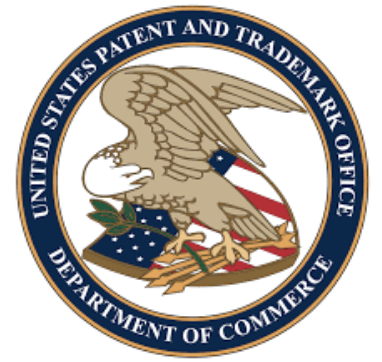 UNITED STATES PATENT AND TRADEMARK OFFICE
DEPARTMENT OF COMMERCE